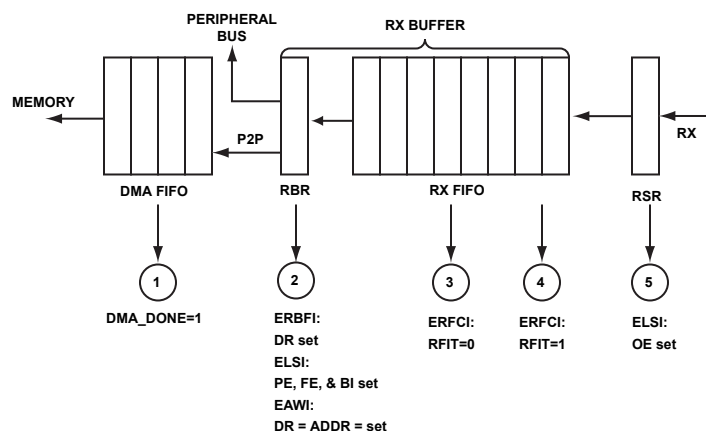 PERIPHERAL
BUS
RX BUFFER
MEMORY
P2P
RX
DMA FIFO
RBR
RX FIFO
RSR
1
2
3
4
5
DMA_DONE=1
ERBFI:
DR set
ELSI:
PE, FE, & BI set
EAWI:
DR = ADDR = set
ERFCI:
RFIT=0
ERFCI:
RFIT=1
ELSI:
OE set